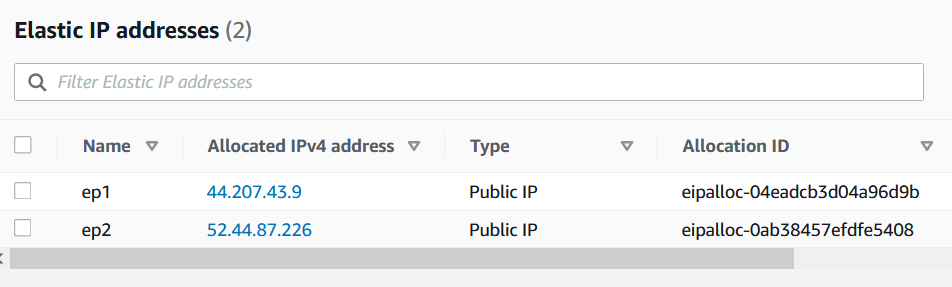 Elastic IP addresses (2)
Filter Elastic IP addresses
Name Allocated IPv4 address Type Allocation ID
ep1 44.207.43.9 Public IP eipalloc-04eadcb3d04a96d9b
ep2 52.44.87.226 Public IP eipalloc-0ab38457efdfe5408